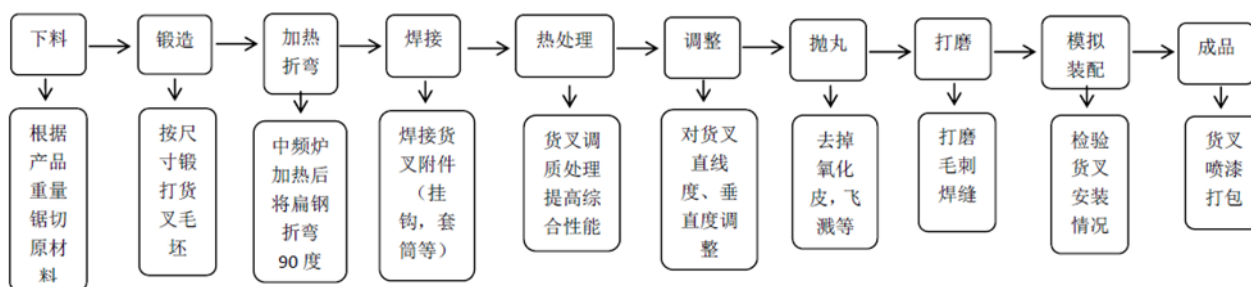 下料
锻造
加热
折弯
焊接
热处理
调整
抛丸
打磨
模拟
装配
成品
根据
产品
重量
锯切
原材
料
按尺
寸锻
打货
叉毛
坯
中频炉
加热后
将扁钢
折弯
90 度
焊接货
叉附件
（挂
钩，套
筒等）
货叉调
质处理
提高综
合性能
对货叉
直线
度、垂
直度调
整
去掉
氧化
皮，飞
溅等
打磨
毛刺
焊缝
检验
货叉
安装
情况
货叉
喷漆
打包